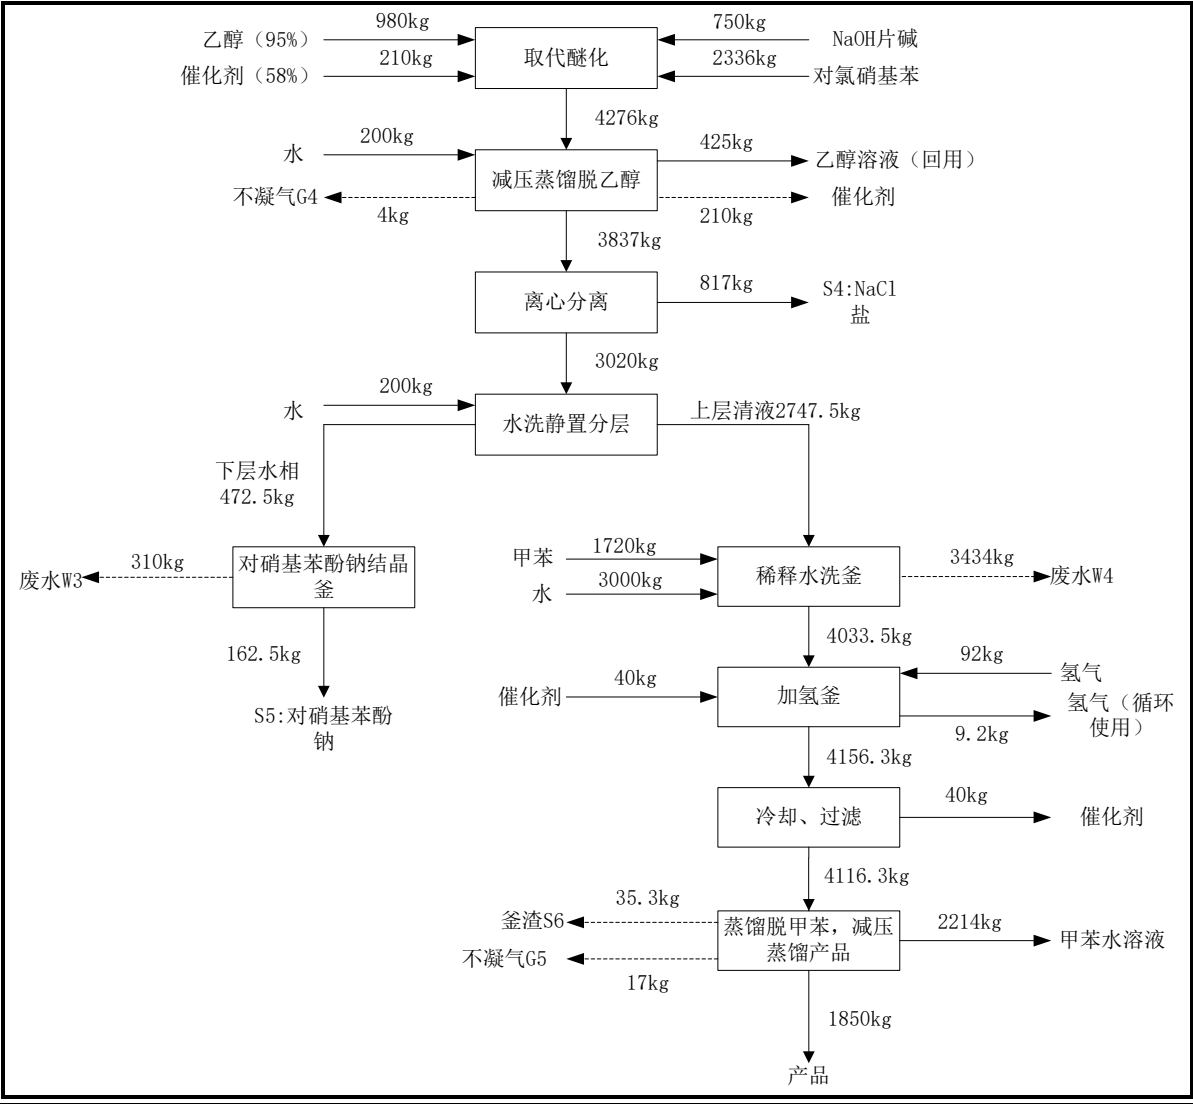 980kg
750kg
乙醇（95%）
取代醚化
NaOH片碱
210kg
2336kg
催化剂（58%）
对氯硝基苯
4276kg
200kg
425kg
水
乙醇溶液（回用）
减压蒸馏脱乙醇
不凝气G4
催化剂
4kg
210kg
3837kg
817kg
离心分离
S4:NaCl
盐
3020kg
200kg
水
上层清液2747.5kg
水洗静置分层
下层水相
472.5kg
310kg
对硝基苯酚钠结晶
釜
废水W3
甲苯
1720kg
3434kg
稀释水洗釜
废水W4
水
3000kg
162.5kg
4033.5kg
92kg
氢气
催化剂
40kg
加氢釜
氢气（循环
使用）
9.2kg
S5:对硝基苯酚
钠
4156.3kg
40kg
冷却、过滤
催化剂
4116.3kg
35.3kg
釜渣S6
蒸馏脱甲苯，减压
蒸馏产品
2214kg
甲苯水溶液
不凝气G5
17kg
1850kg
产品